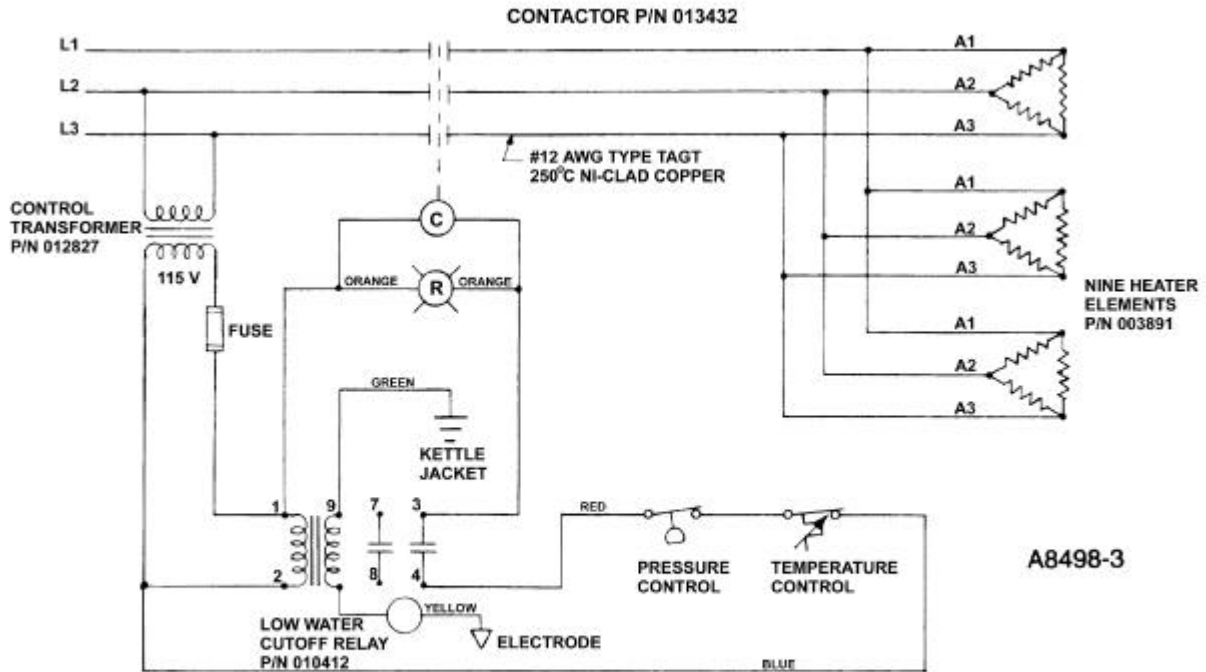 CONTACTOR P/N 013432
L1
A1
L2
A2
L3
A3
#12 AWG TYPE TAGT
250°C NI-CLAD COPPER
CONTROL
TRANSFORMER
P/N 012827
115 V
FUSE
C
ORANGE
R
ORANGE
A1
A2
A3
NINE HEATER
ELEMENTS
P/N 003891
A1
A2
A3
GREEN
KETTLE
JACKET
1
9
7
3
RED
2
8
4
PRESSURE
CONTROL
TEMPERATURE
CONTROL
A8498-3
YELLOW
ELECTRODE
LOW WATER
CUTOFF RELAY
P/N 010412
BLUE